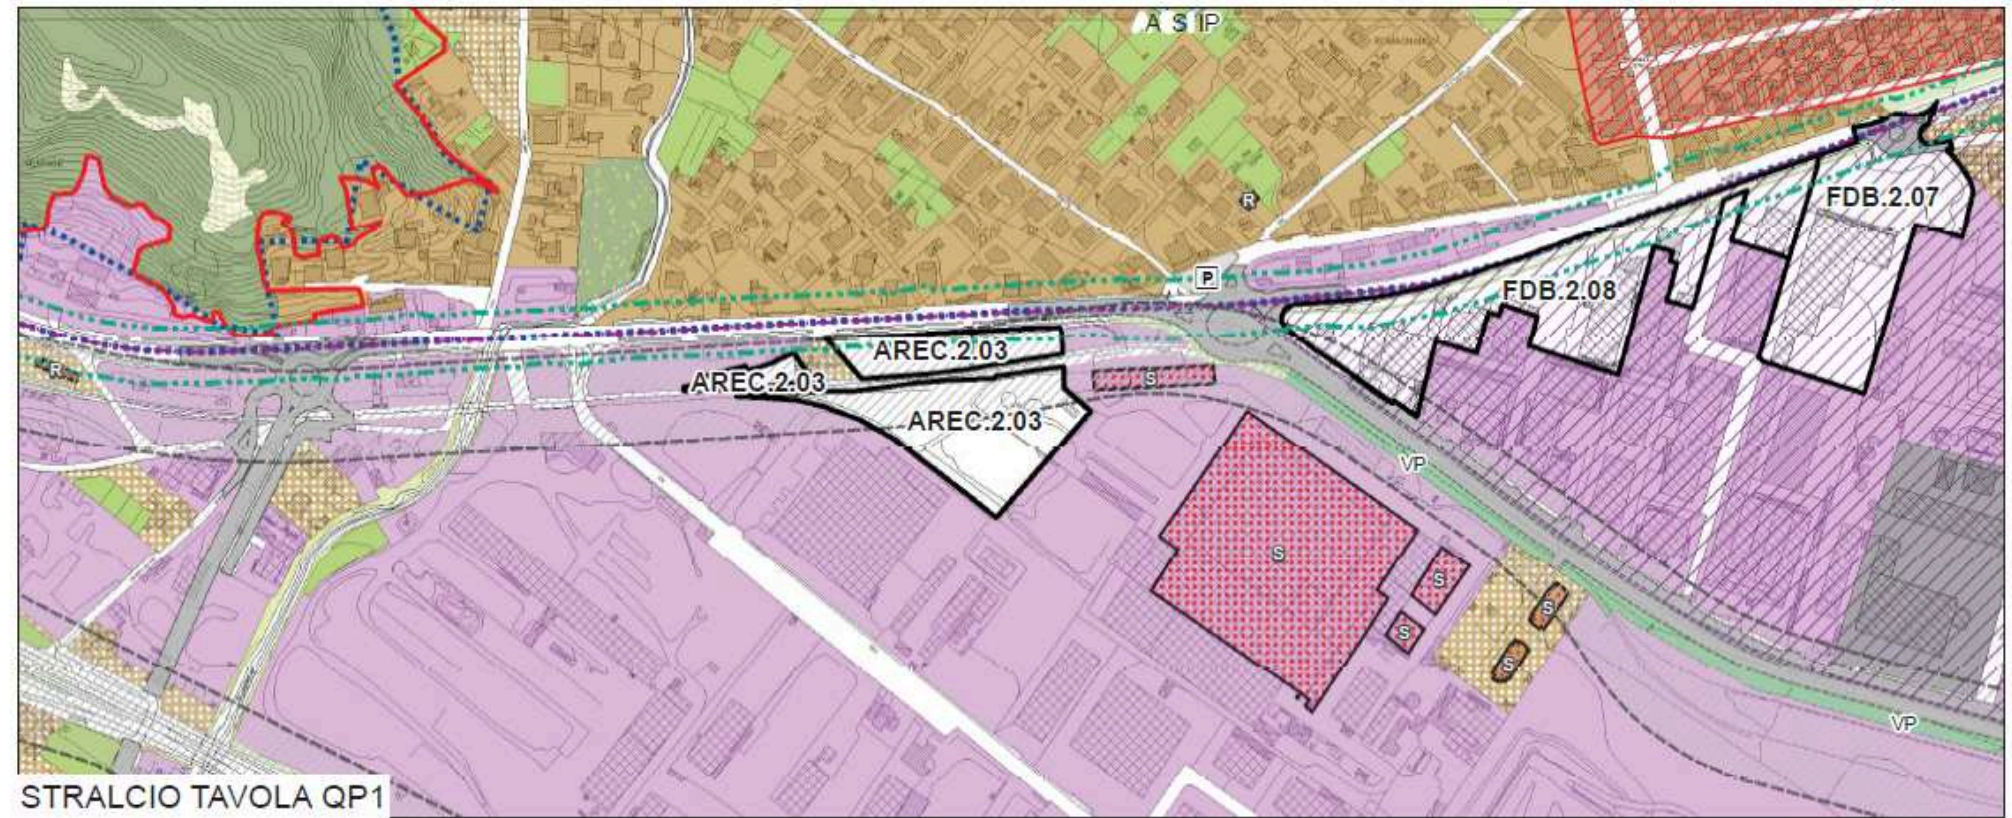 A S IP
R
FDB.2.07
P
FDB.2.08
AREC.2.03
R
AREC.2.03
S
AREC.2.03
VP
S
S
S
S
S
VP
STRALCIO TAVOLA QP1